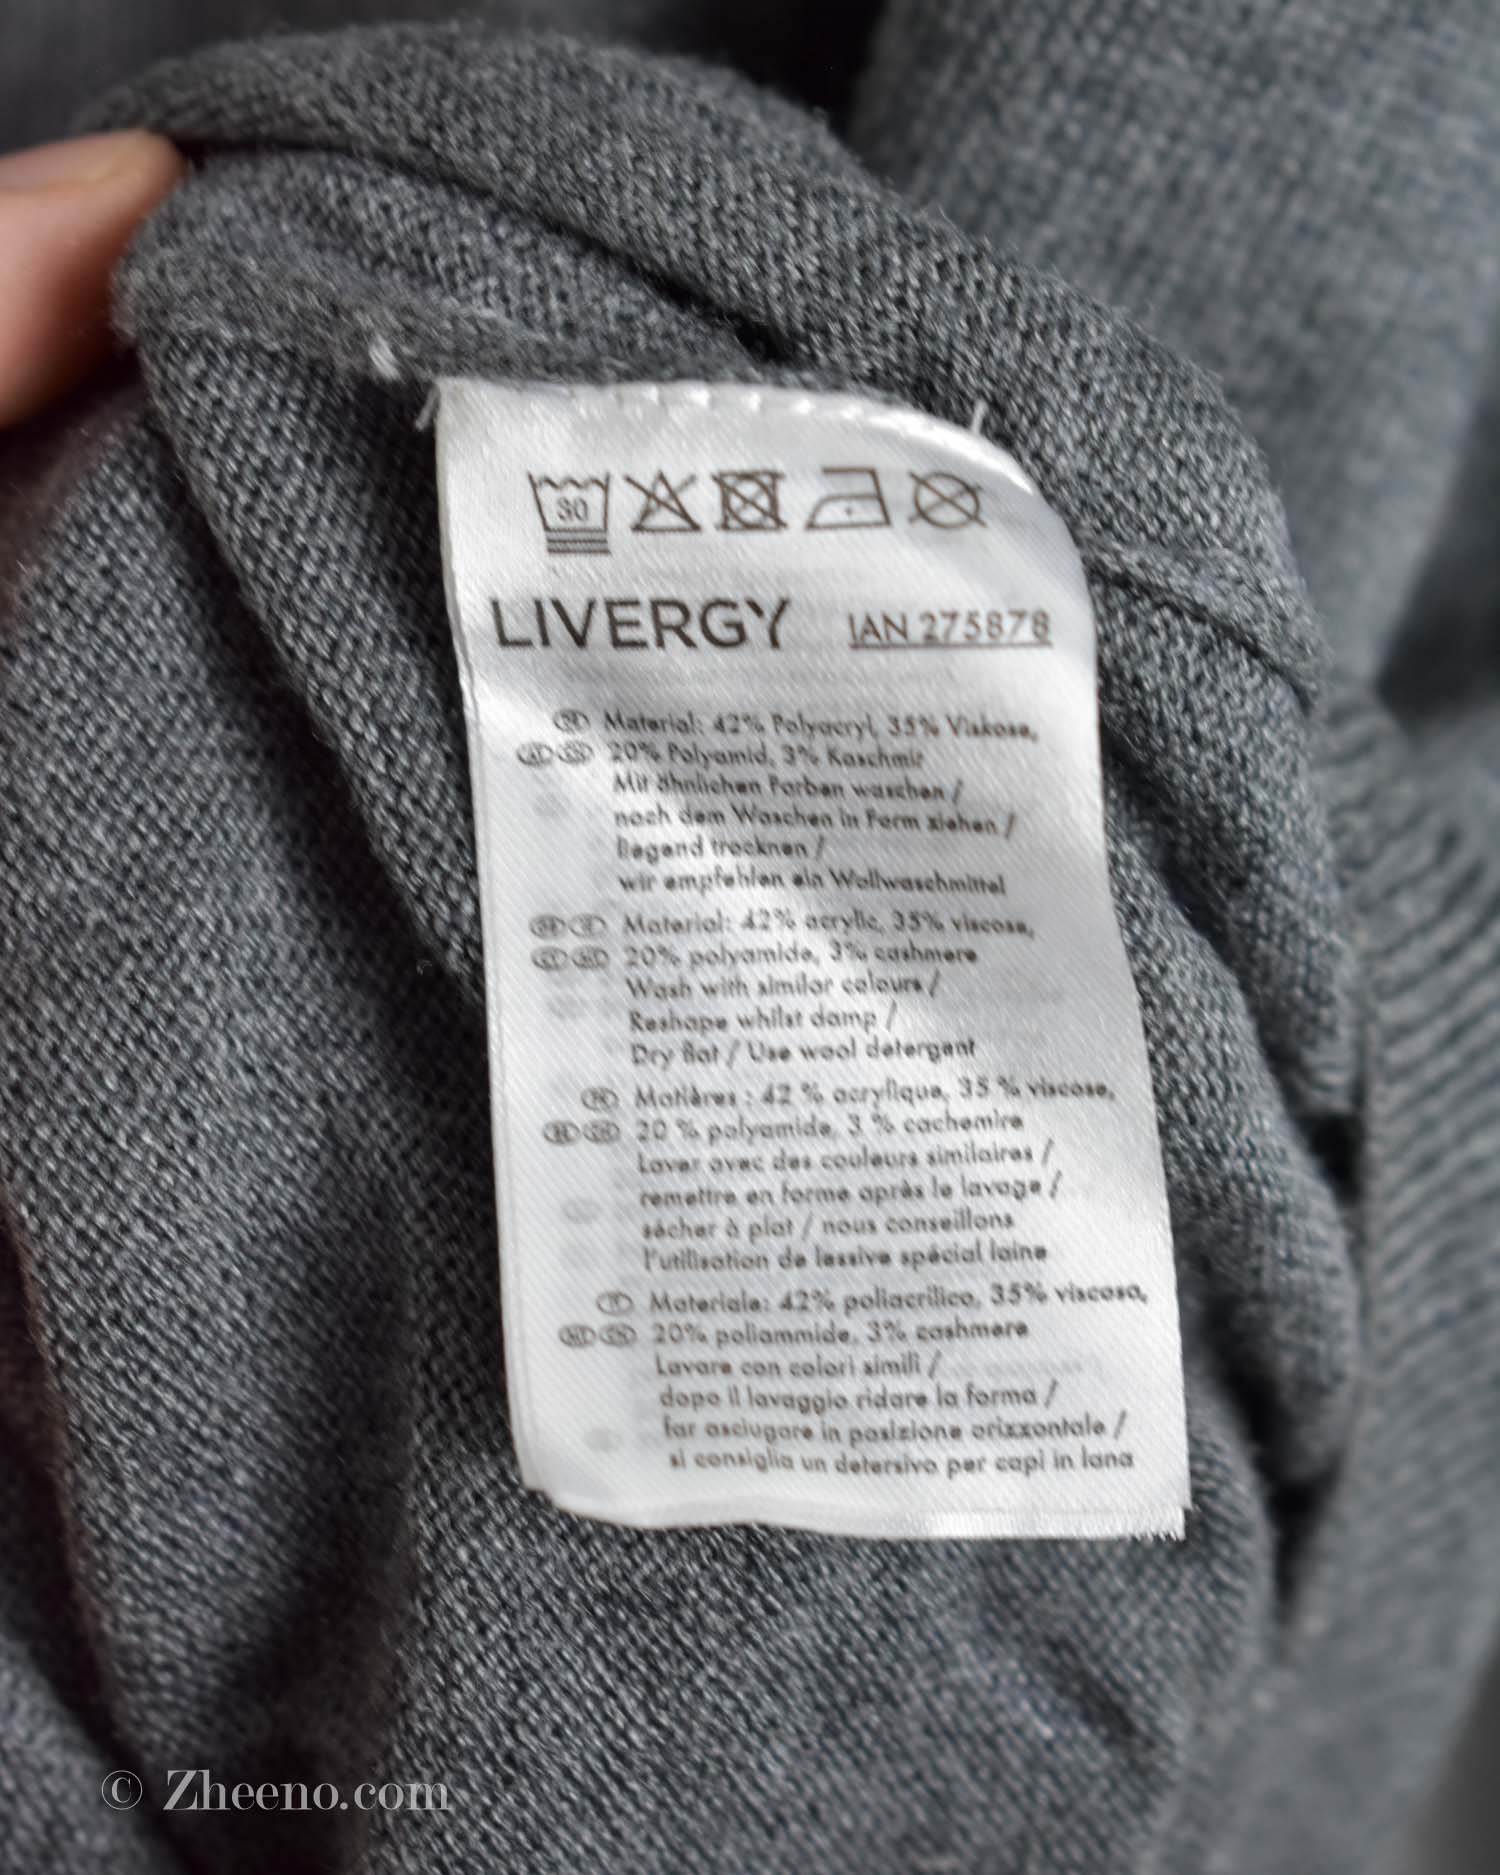 30
LIVERGY IAN 275878
Material: 42% Polyacryl, 35% Viskose,
20% Polyamid, 3% Kaschmir
Mit ähnlichen Farben waschen /
nach dem Waschen in Form ziehen /
liegend trocknen /
wir empfehlen ein Wollwaschmittel
Material: 42% acrylic, 35% viscose,
20% polyamide, 3% cashmere
Wash with similar colours /
Reshape whilst damp /
Dry flat / Use wool detergent
Matières : 42 % acrylique, 35 % viscose,
20 % polyamide, 3 % cachemire
Laver avec des couleurs similaires /
remettre en forme après le lavage /
sécher à plat / nous conseillons
l'utilisation de lessive spécial laine
Materiale: 42% poliacrilico, 35% viscosa,
20% poliammide, 3% cashmere
Lavare con colori simili /
dopo il lavaggio ridare la forma /
far asciugare in posizione orizzontale /
si consiglia un detersivo per capi in lana
© Zheeno.com